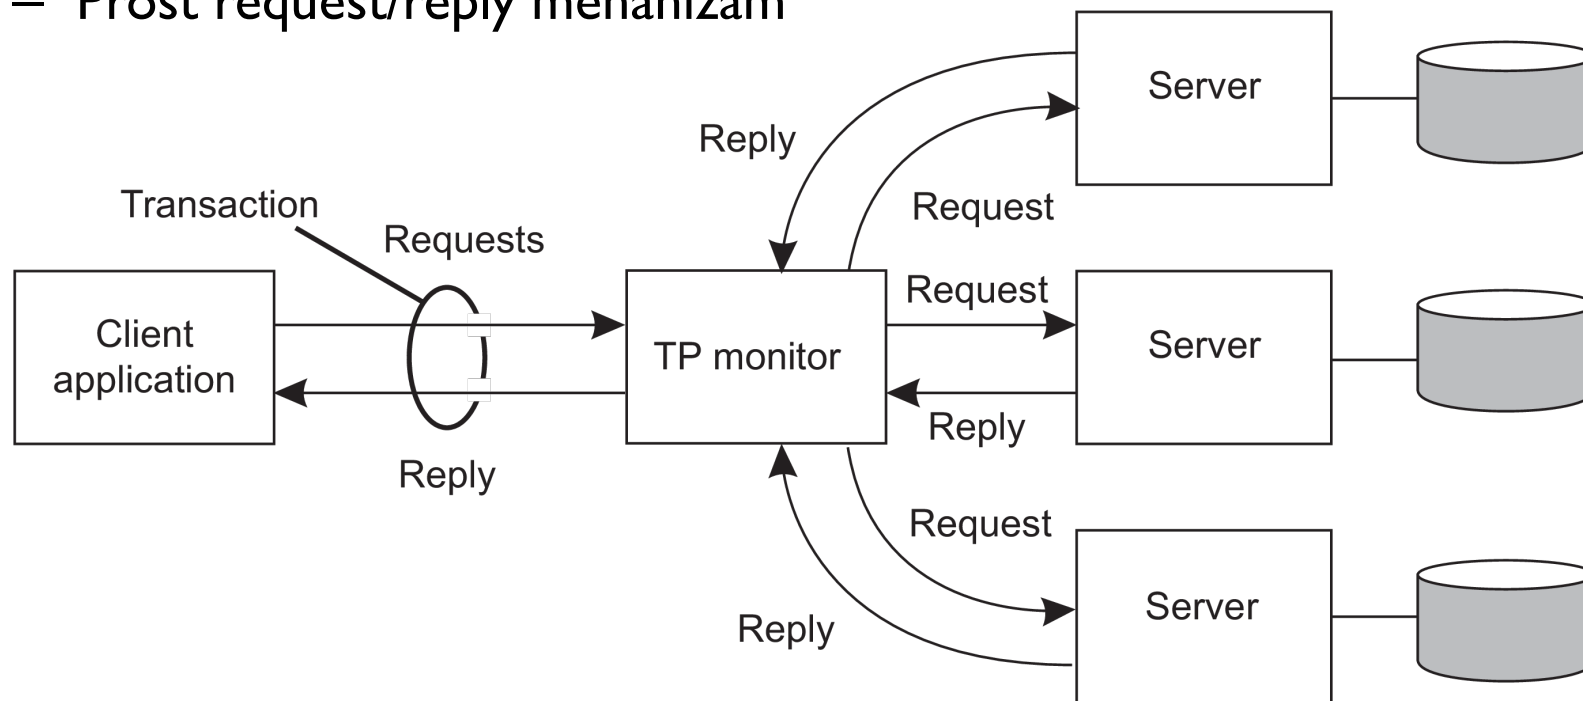 – Prost request/reply mehanizam
Server
Reply
Transaction
Request
Requests
Request
Client
application
TP monitor
Server
Reply
Reply
Request
Server
Reply